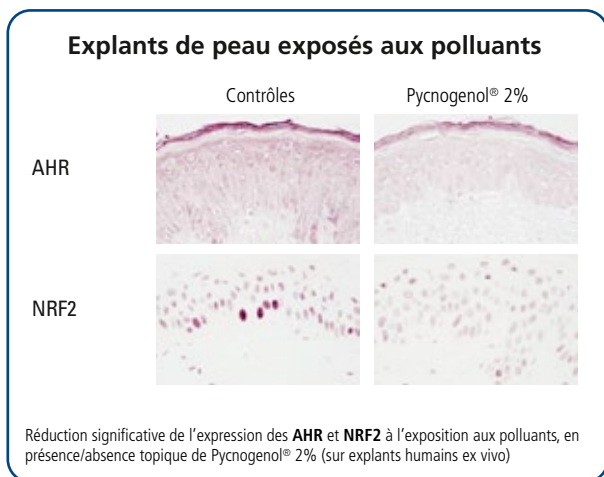 Explants de peau exposés aux polluants
Contrôles Pycnogenol® 2%
AHR
NRF2
Réduction significative de l'expression des AHR et NRF2 à l'exposition aux polluants, en
présence/absence topique de Pycnogenol® 2% (sur explants humains ex vivo)